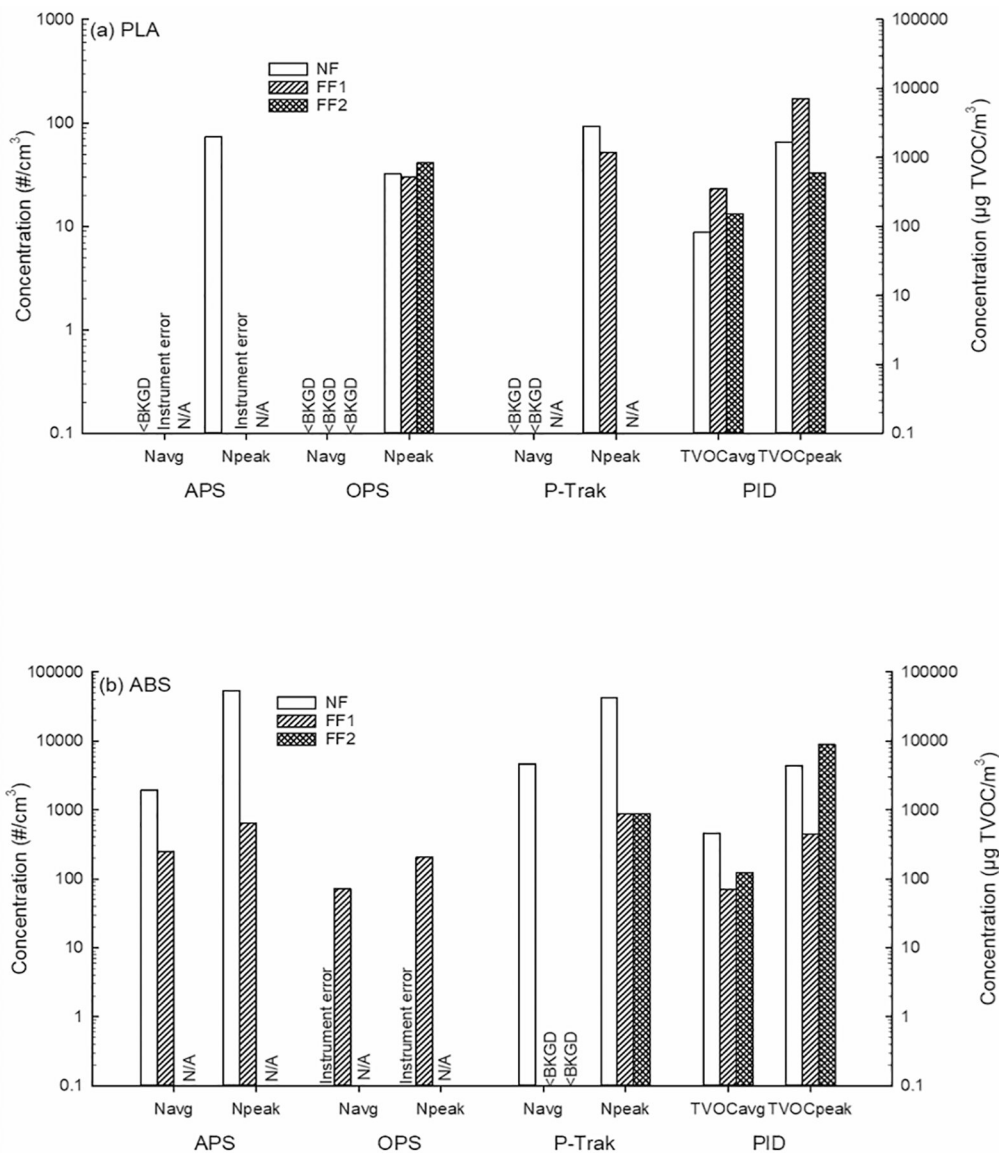 (a) PLA
NF
FF1
FF2
Concentration (#/cm³)
1000
100
10
1
0.1
Concentration (µg TVOC/m³)
100000
10000
1000
100
10
1
0.1
<BKGD
Instrument error
N/A
Instrument error
N/A
<BKGD
<BKGD
<BKGD
<BKGD
<BKGD
N/A
N/A
Navg Npeak Navg Npeak Navg Npeak TVOCavg TVOCpeak
APS OPS P-Trak PID
(b) ABS
NF
FF1
FF2
Concentration (#/cm³)
100000
10000
1000
100
10
1
0.1
Concentration (µg TVOC/m³)
100000
10000
1000
100
10
1
0.1
N/A
N/A
Instrument error
N/A
Instrument error
N/A
<BKGD
<BKGD
Navg Npeak Navg Npeak Navg Npeak TVOCavg TVOCpeak
APS OPS P-Trak PID